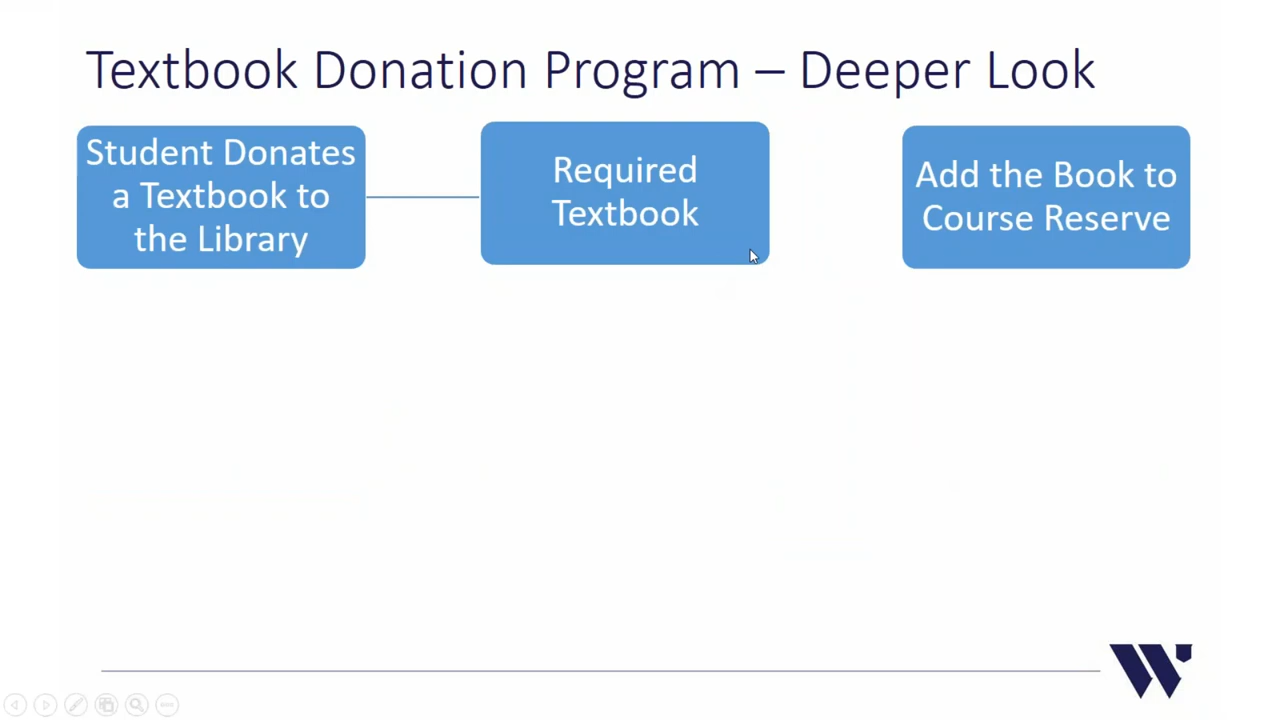 Textbook Donation Program – Deeper Look
Student Donates
a Textbook to
the Library
Required
Textbook
Add the Book to
Course Reserve